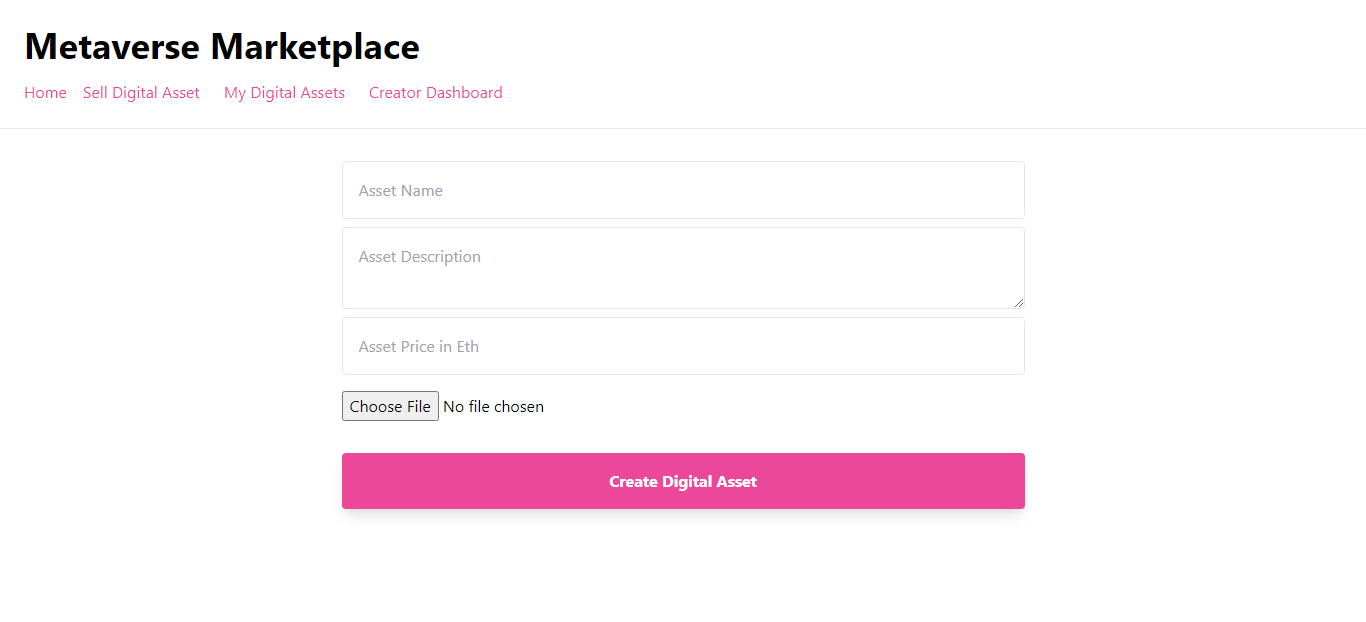 Metaverse Marketplace
Home Sell Digital Asset My Digital Assets Creator Dashboard
Asset Name
Asset Description
Asset Price in Eth
Choose File No file chosen
Create Digital Asset